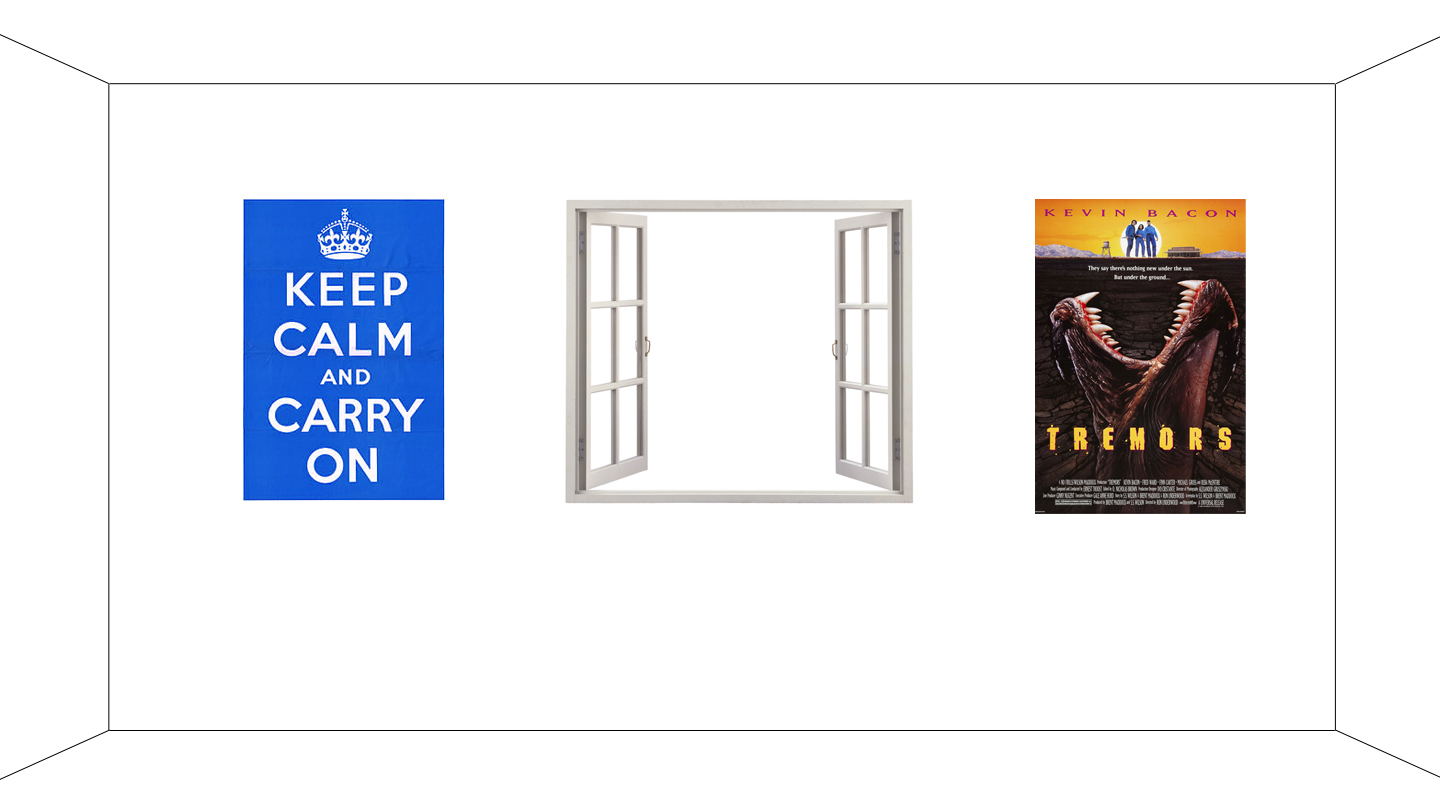 KEEP
CALM
AND
CARRY
ON
KEVIN BACON
They say there's nothing new under the sun.
But under the ground...
TREMORS